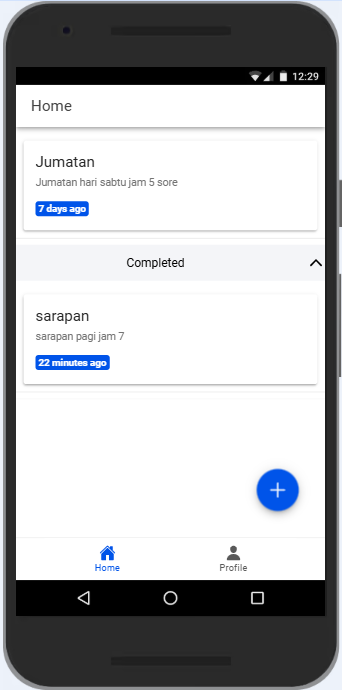 12:29
Home
Jumatan
Jumatan hari sabtu jam 5 sore
7 days ago
Completed
sarapan
sarapan pagi jam 7
22 minutes ago
Home
Profile